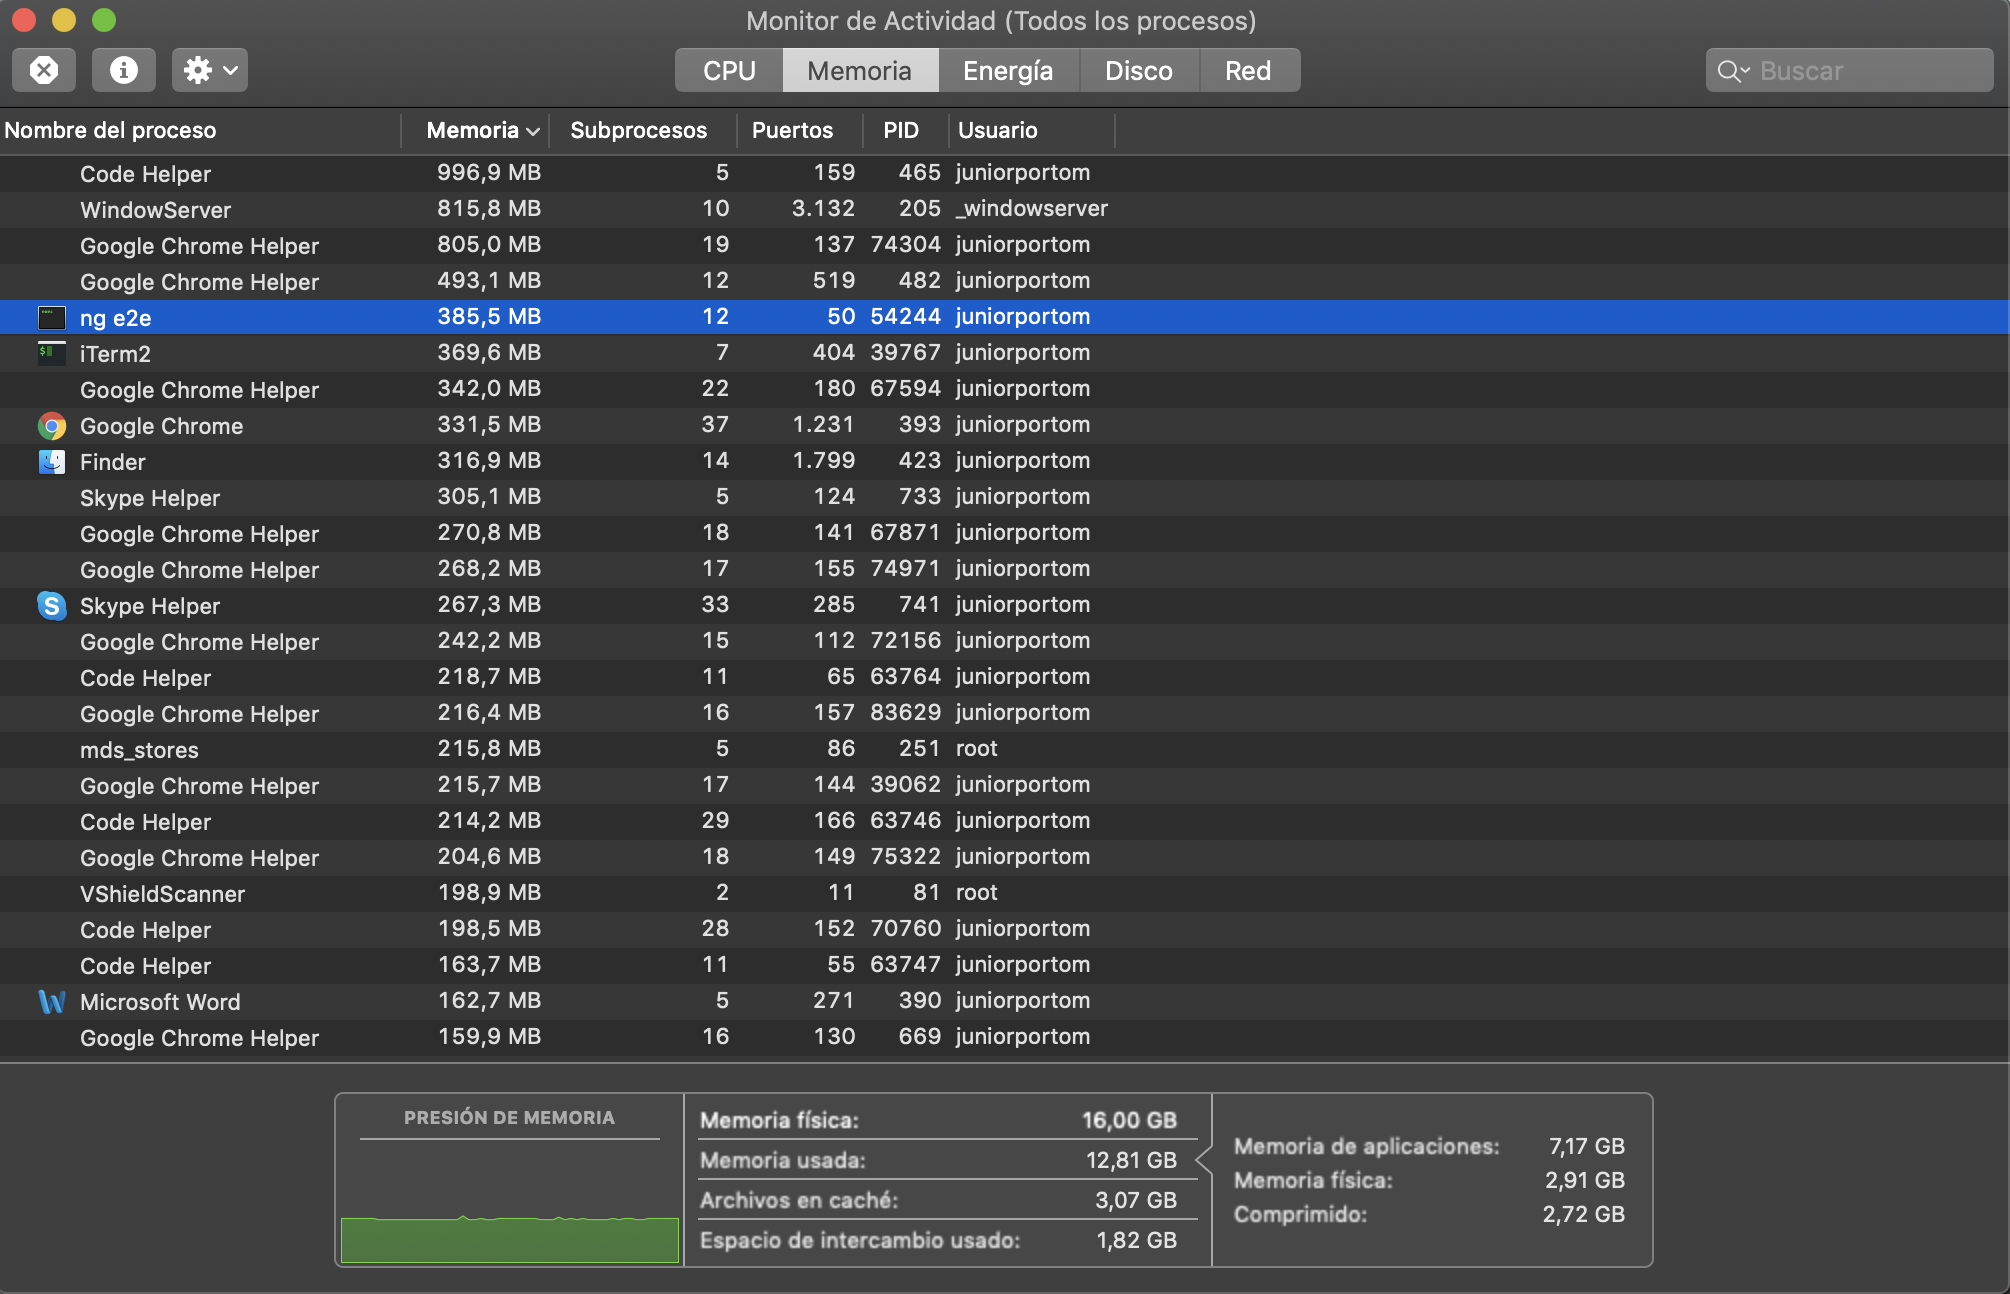 Monitor de Actividad (Todos los procesos)
CPU Memoria Energía Disco Red Buscar
Nombre del proceso Memoria Subprocesos Puertos PID Usuario
Code Helper 996,9 MB 5 159 465 juniorportom
WindowServer 815,8 MB 10 3.132 205 _windowserver
Google Chrome Helper 805,0 MB 19 137 74304 juniorportom
Google Chrome Helper 493,1 MB 12 519 482 juniorportom
ng e2e 385,5 MB 12 50 54244 juniorportom
iTerm2 369,6 MB 7 404 39767 juniorportom
Google Chrome Helper 342,0 MB 22 180 67594 juniorportom
Google Chrome 331,5 MB 37 1.231 393 juniorportom
Finder 316,9 MB 14 1.799 423 juniorportom
Skype Helper 305,1 MB 5 124 733 juniorportom
Google Chrome Helper 270,8 MB 18 141 67871 juniorportom
Google Chrome Helper 268,2 MB 17 155 74971 juniorportom
Skype Helper 267,3 MB 33 285 741 juniorportom
Google Chrome Helper 242,2 MB 15 112 72156 juniorportom
Code Helper 218,7 MB 11 65 63764 juniorportom
Google Chrome Helper 216,4 MB 16 157 83629 juniorportom
mds_stores 215,8 MB 5 86 251 root
Google Chrome Helper 215,7 MB 17 144 39062 juniorportom
Code Helper 214,2 MB 29 166 63746 juniorportom
Google Chrome Helper 204,6 MB 18 149 75322 juniorportom
VShieldScanner 198,9 MB 2 11 81 root
Code Helper 198,5 MB 28 152 70760 juniorportom
Code Helper 163,7 MB 11 55 63747 juniorportom
Microsoft Word 162,7 MB 5 271 390 juniorportom
Google Chrome Helper 159,9 MB 16 130 669 juniorportom
PRESIÓN DE MEMORIA
Memoria física: 16,00 GB
Memoria usada: 12,81 GB
Archivos en caché: 3,07 GB
Espacio de intercambio usado: 1,82 GB
Memoria de aplicaciones: 7,17 GB
Memoria física: 2,91 GB
Comprimido: 2,72 GB